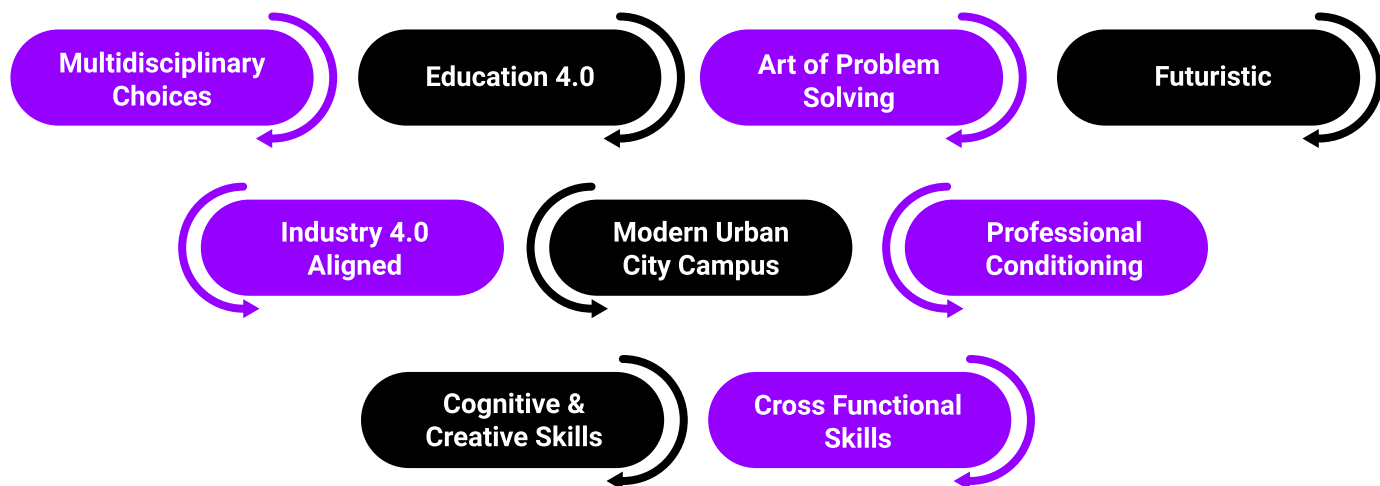 Multidisciplinary
Choices
Education 4.0
Art of Problem
Solving
Futuristic
Industry 4.0
Aligned
Modern Urban
City Campus
Professional
Conditioning
Cognitive &
Creative Skills
Cross Functional
Skills